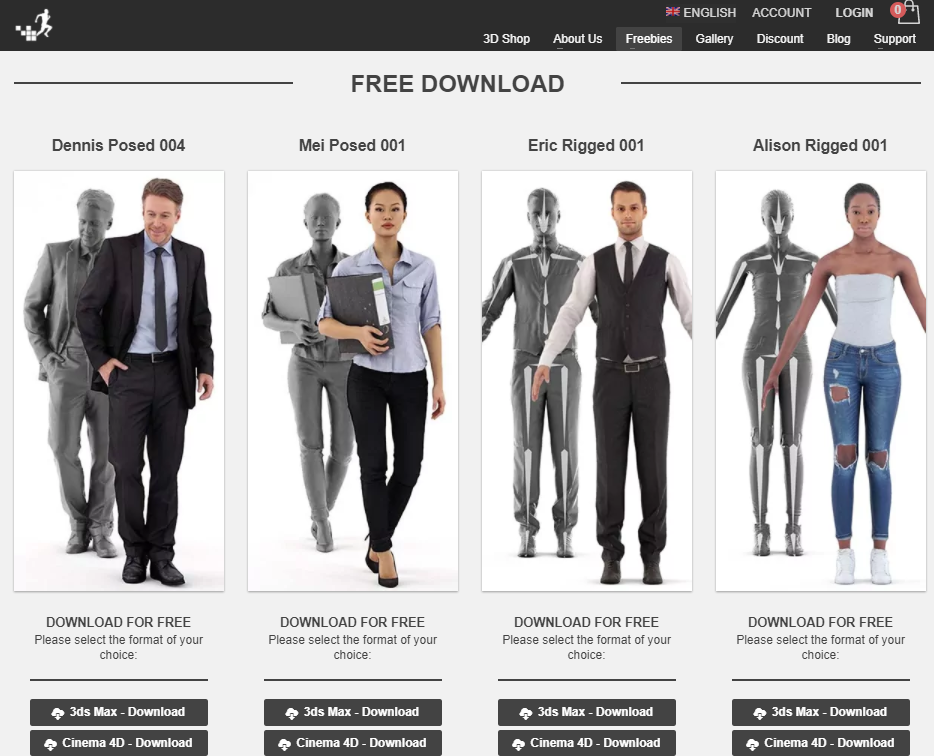 ENGLISH ACCOUNT LOGIN 0
3D Shop About Us Freebies Gallery Discount Blog Support
FREE DOWNLOAD
Dennis Posed 004
Mei Posed 001
Eric Rigged 001
Alison Rigged 001
DOWNLOAD FOR FREE
Please select the format of your
choice:
3ds Max - Download
Cinema 4D - Download
DOWNLOAD FOR FREE
Please select the format of your
choice:
3ds Max - Download
Cinema 4D - Download
DOWNLOAD FOR FREE
Please select the format of your
choice:
3ds Max - Download
Cinema 4D - Download
DOWNLOAD FOR FREE
Please select the format of your
choice:
3ds Max - Download
Cinema 4D - Download